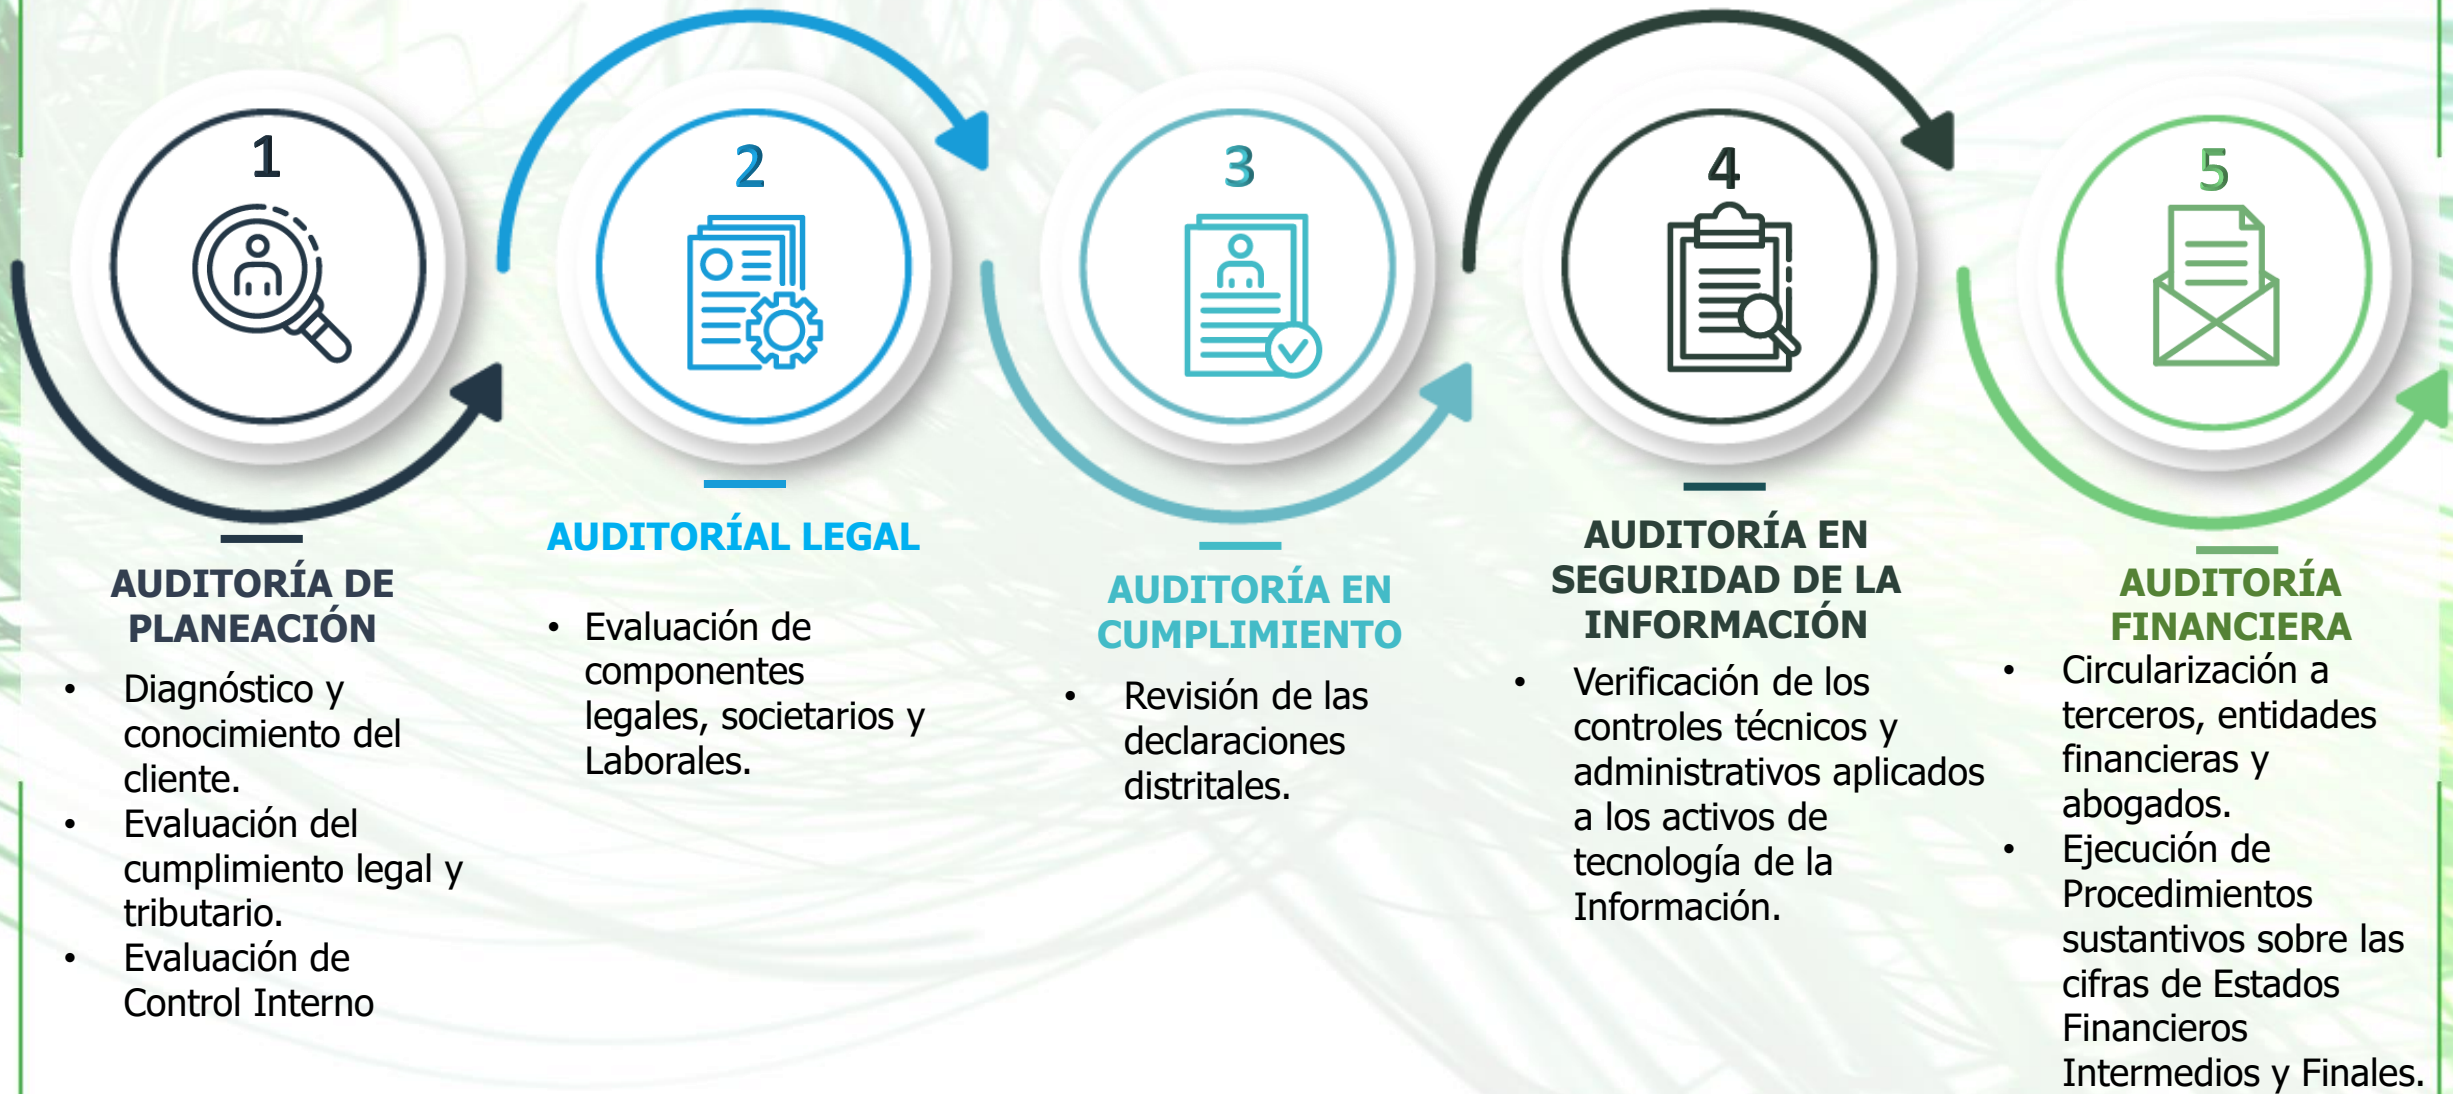 1
AUDITORÍA DE
PLANEACIÓN
• Diagnóstico y
conocimiento del
cliente.
• Evaluación del
cumplimiento legal y
tributario.
• Evaluación de
Control Interno
2
AUDITORÍAL LEGAL
• Evaluación de
componentes
legales, societarios y
Laborales.
3
AUDITORÍA EN
CUMPLIMIENTO
• Revisión de las
declaraciones
distritales.
4
AUDITORÍA EN
SEGURIDAD DE LA
INFORMACIÓN
• Verificación de los
controles técnicos y
administrativos aplicados
a los activos de
tecnología de la
Información.
5
AUDITORÍA
FINANCIERA
• Circularización a
terceros, entidades
financieras y
abogados.
• Ejecución de
Procedimientos
sustantivos sobre las
cifras de Estados
Financieros
Intermedios y Finales.